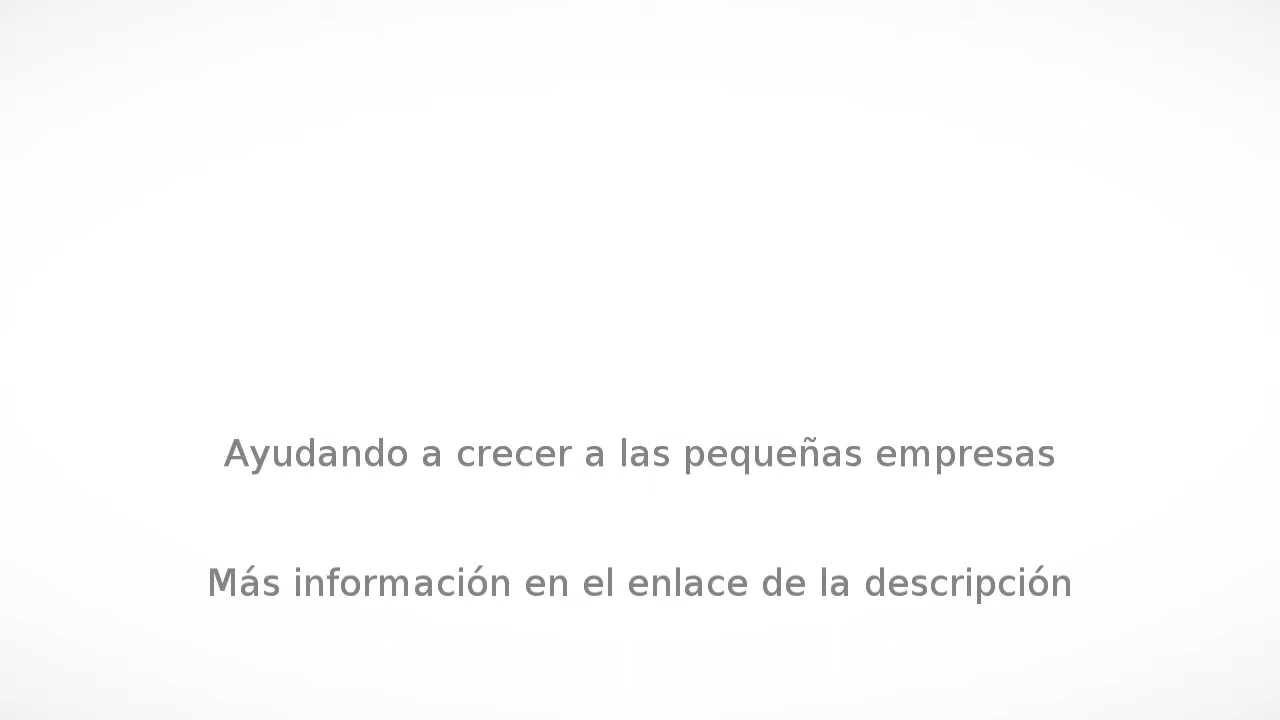 Ayudando a crecer a las pequeñas empresas
Más información en el enlace de la descripción